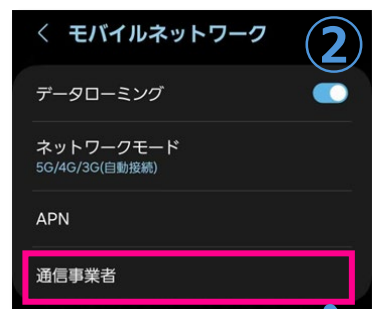 ＜ モバイルネットワーク
②
データローミング
ネットワークモード
5G/4G/3G(自動接続)
APN
通信事業者